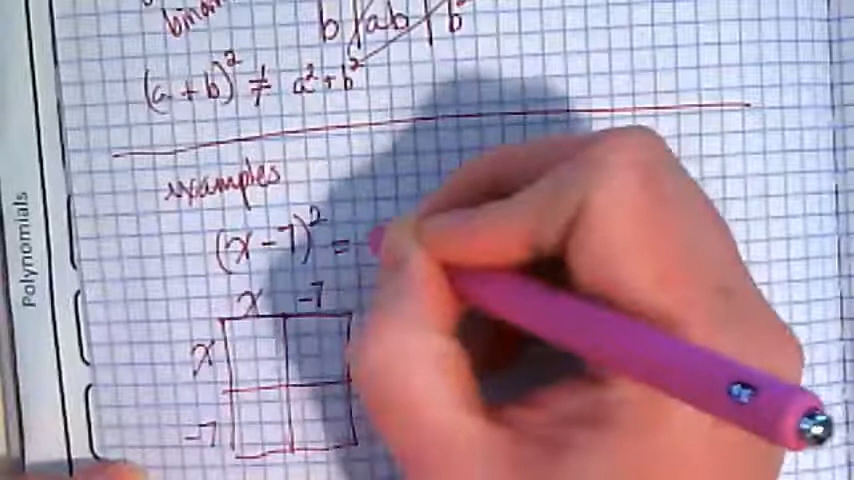 b | ab | b²
(a + b)² ≠ a² + b²
examples
(x - 7)² =
x -7
x
-7
Polynomials